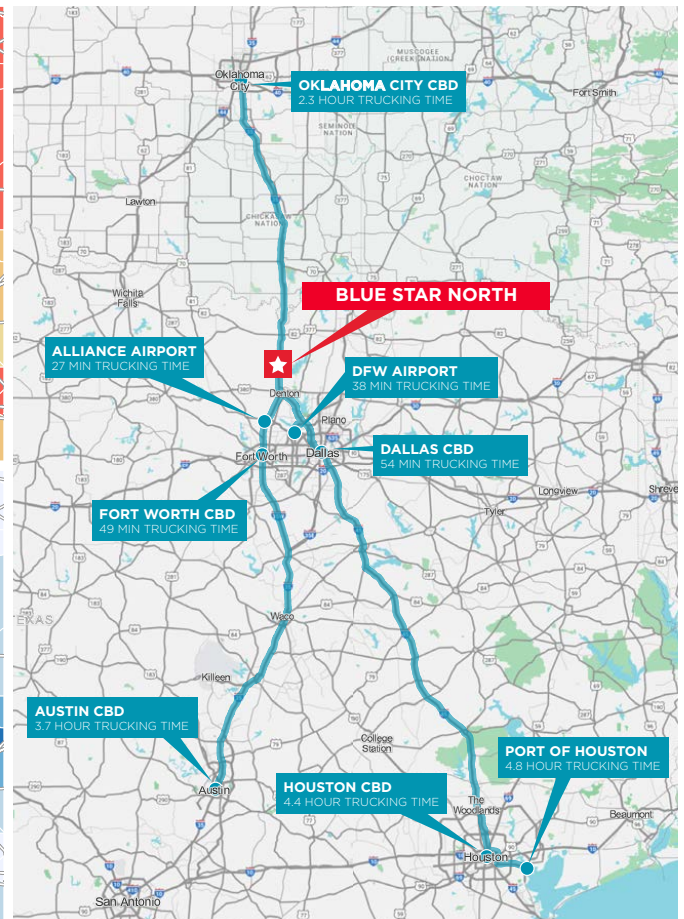 MUSCOGEE
(CREEK NATION)
Oklahoma
City
OKLAHOMA CITY CBD
2.3 HOUR TRUCKING TIME
Fort Smith
SEMINOLE
NATION
CHOCTAW
NATION
Lawton
CHICKASAW
NATION
Wichita
Falls
BLUE STAR NORTH
ALLIANCE AIRPORT
27 MIN TRUCKING TIME
DFW AIRPORT
38 MIN TRUCKING TIME
Denton
Plano
Fort Worth
Dallas
DALLAS CBD
54 MIN TRUCKING TIME
FORT WORTH CBD
49 MIN TRUCKING TIME
Longview
Shreve
Tyler
Waco
EXAS
Killeen
AUSTIN CBD
3.7 HOUR TRUCKING TIME
College
Station
PORT OF HOUSTON
4.8 HOUR TRUCKING TIME
HOUSTON CBD
4.4 HOUR TRUCKING TIME
Austin
The
Woodlands
Beaumont
Houston
San Antonio